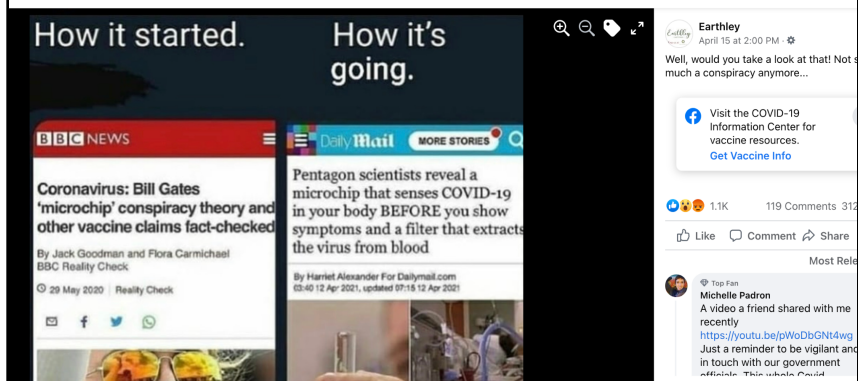 How it started.
How it's
going.
BBC NEWS
Coronavirus: Bill Gates
'microchip' conspiracy theory and
other vaccine claims fact-checked
By Jack Goodman and Flora Carmichael
BBC Reality Check
29 May 2020 Reality Check
Daily Mail MORE STORIES
Pentagon scientists reveal a
microchip that senses COVID-19
in your body BEFORE you show
symptoms and a filter that extracts
the virus from blood
By Harriet Alexander For Dailymail.com
03:40 12 Apr 2021, updated 07:15 12 Apr 2021
Earthley
April 15 at 2:00 PM ·
Well, would you take a look at that! Not s
much a conspiracy anymore...
Visit the COVID-19
Information Center for
vaccine resources.
Get Vaccine Info
1.1K 119 Comments 312
Like Comment Share
Most Rele
Top Fan
Michelle Padron
A video a friend shared with me
recently
https://youtu.be/pWoDbGNt4wg
Just a reminder to be vigilant and
in touch with our government
officials. This whole Covid